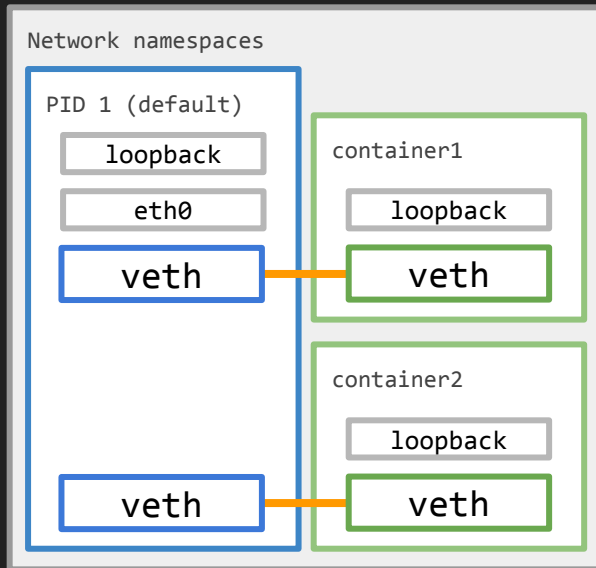 Network namespaces
PID 1 (default)
loopback
eth0
veth
veth
container1
loopback
veth
container2
loopback
veth